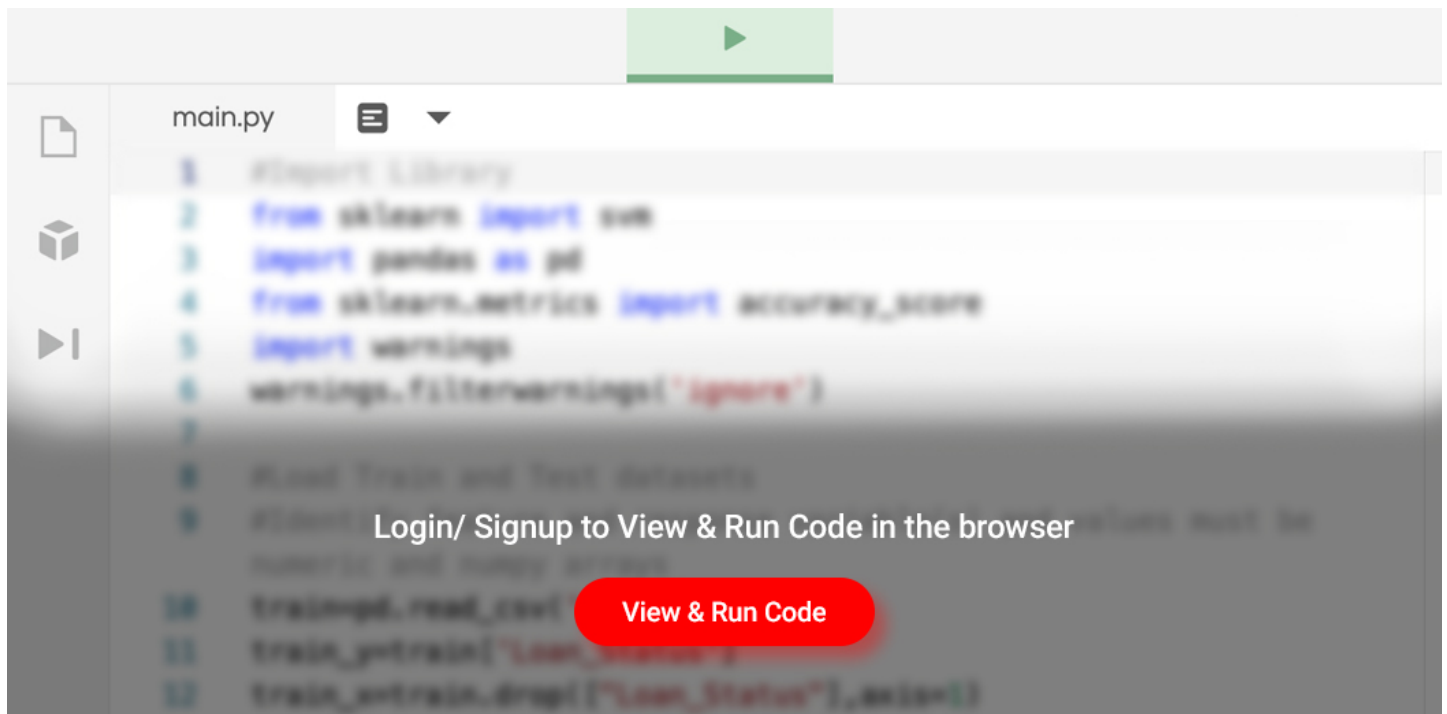 main.py
1 #Import Library
2 from sklearn import svm
3 import pandas as pd
4 from sklearn.metrics import accuracy_score
5 import warnings
6 warnings.filterwarnings('ignore')
7
8 #Load Train and Test datasets
9 values must be
Login/ Signup to View & Run Code in the browser
numeric and numpy arrays
10 train=pd.read_csv('
View & Run Code
11 train_y=train["Loan_Status"]
12 train_x=train.drop(["Loan_Status"],axis=1)